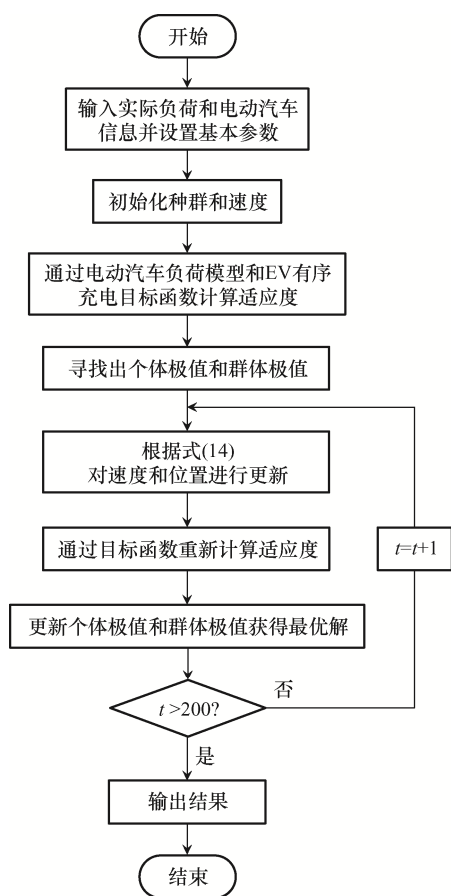 开始
输入实际负荷和电动汽车
信息并设置基本参数
初始化种群和速度
通过电动汽车负荷模型和EV有序
充电目标函数计算适应度
寻找出个体极值和群体极值
根据式(14)
对速度和位置进行更新
通过目标函数重新计算适应度
t=t+1
更新个体极值和群体极值获得最优解
t >200?
否
是
输出结果
结束